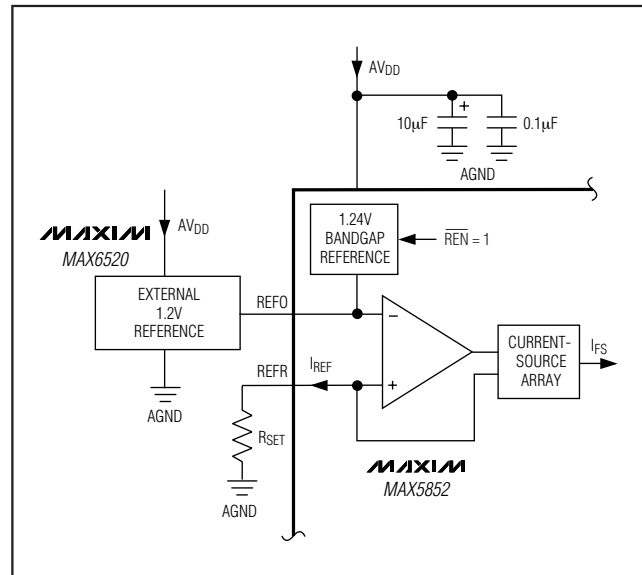 AVDD
10µF
+
0.1µF
AGND
MAXIM
MAX6520
AVDD
1.24V
BANDGAP
REFERENCE
REN = 1
EXTERNAL
1.2V
REFERENCE
REFO
−
REFR
IREF
+
CURRENT-
SOURCE
ARRAY
IFS
AGND
RSET
AGND
MAXIM
MAX5852